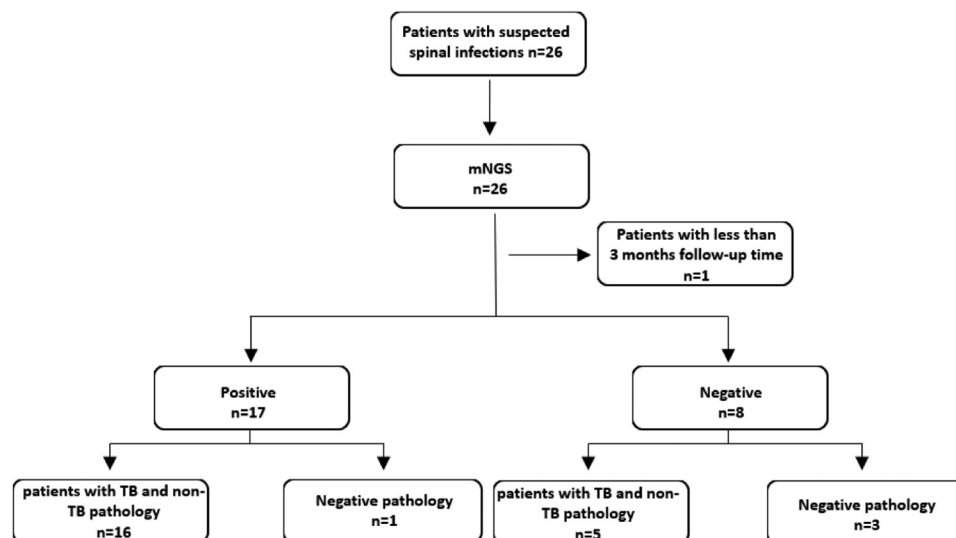 Patients with suspected
spinal infections n=26
mNGS
n=26
Patients with less than
3 months follow-up time
n=1
Positive
n=17
Negative
n=8
patients with TB and non-
TB pathology
n=16
Negative pathology
n=1
patients with TB and non-
TB pathology
n=5
Negative pathology
n=3